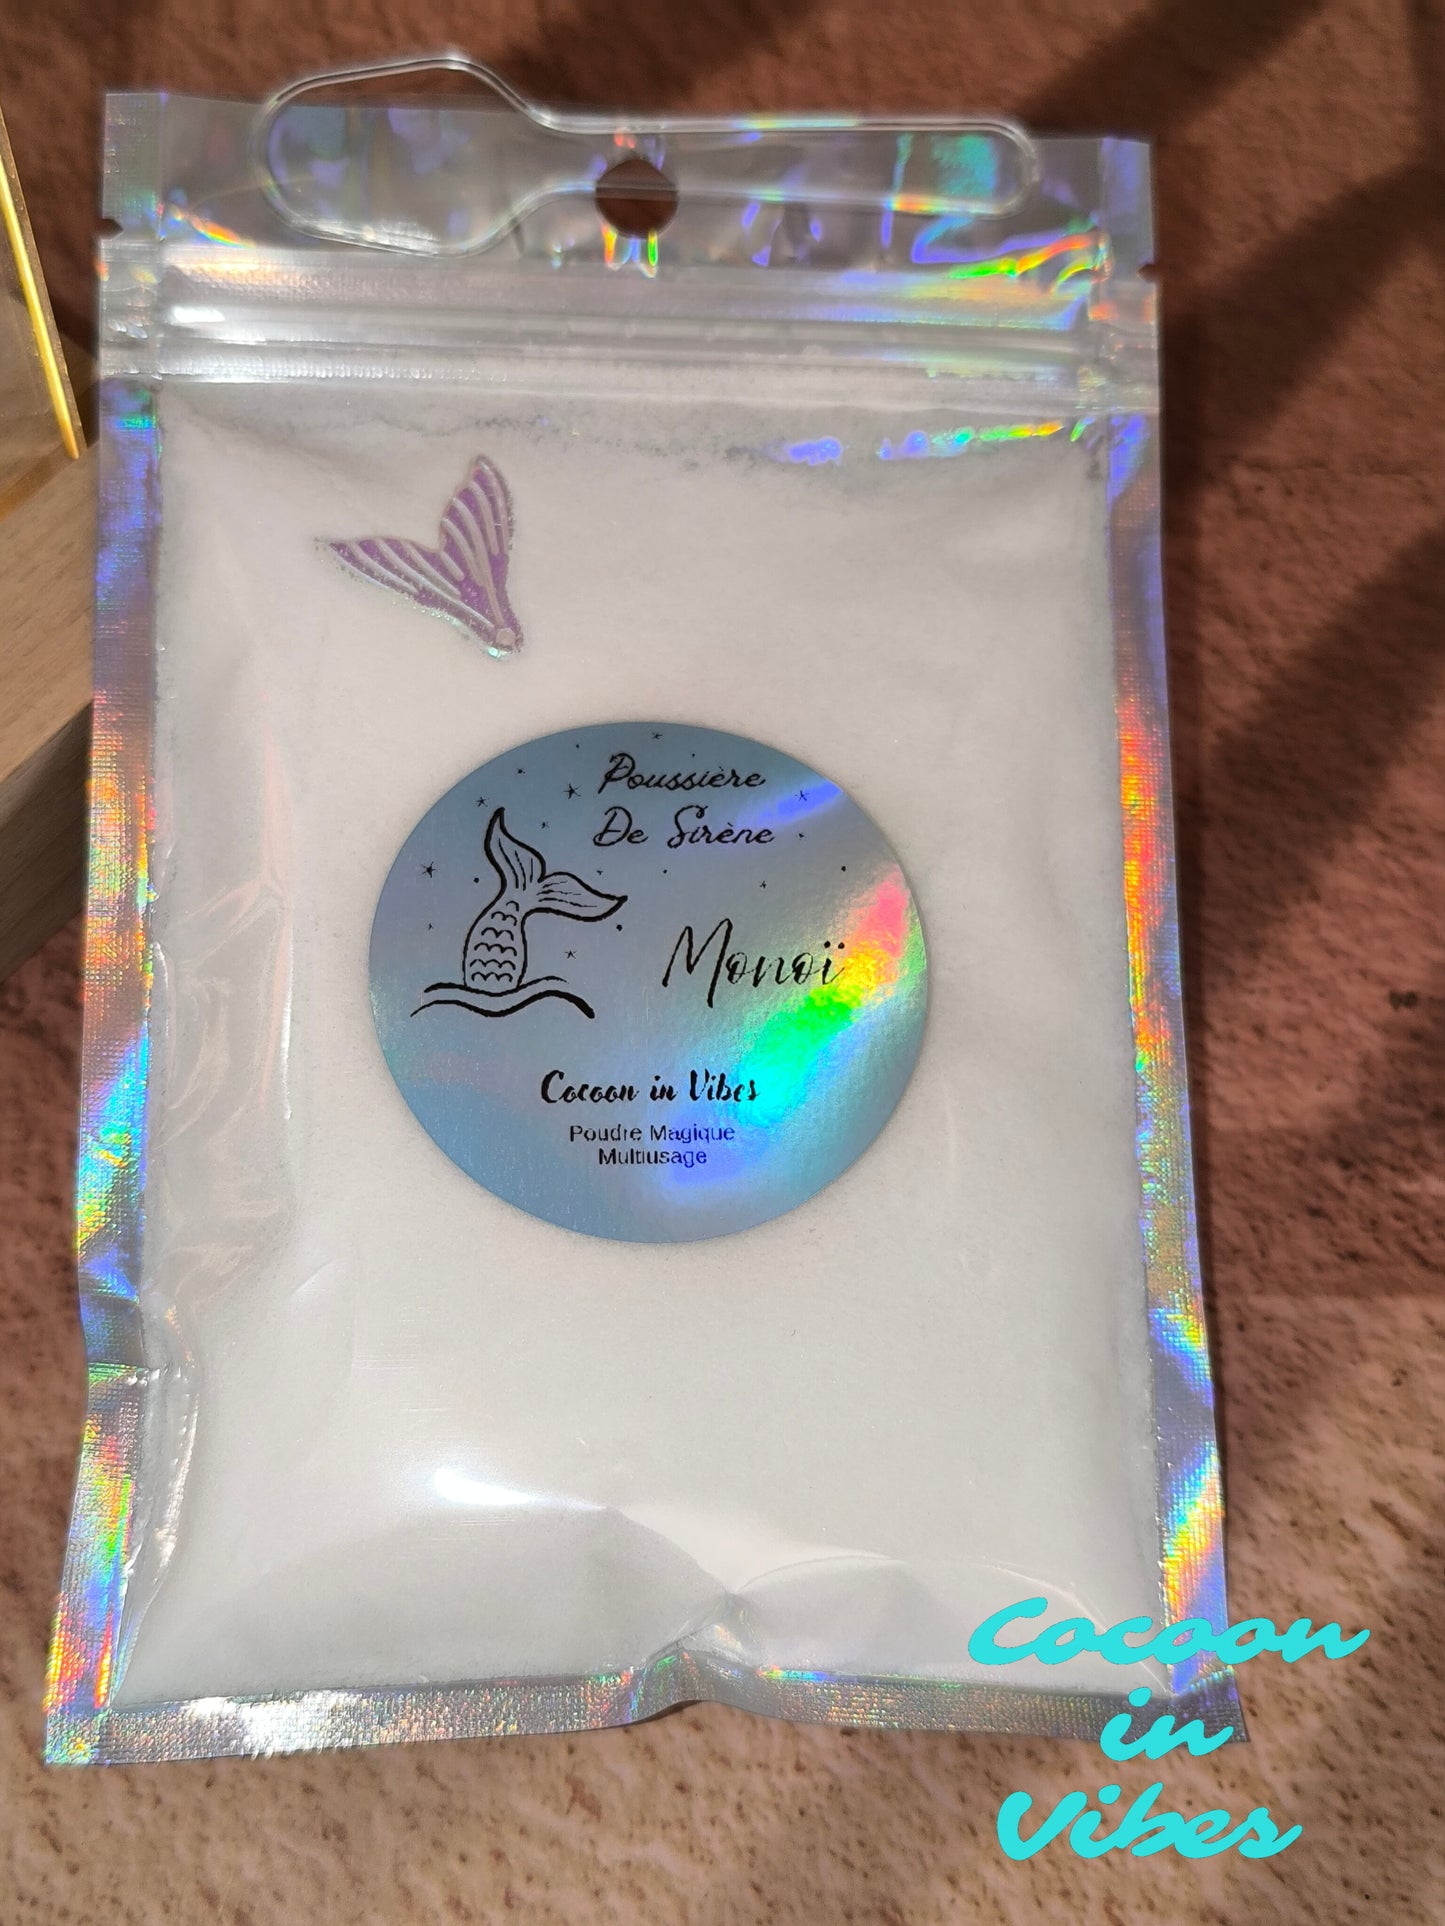 Poussière
De Sirène
Monoï
Cocoon in Vibes
Poudre Magique
Multiusage
Cocoon
in
Vibes